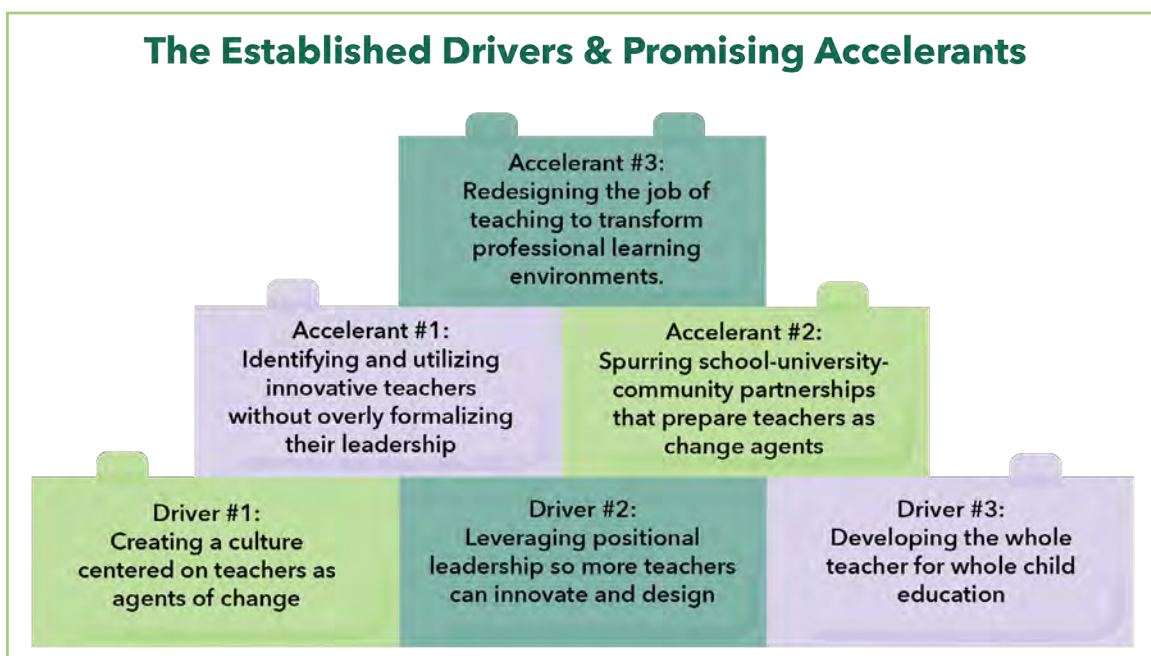 The Established Drivers & Promising Accelerants
Accelerant #3:
Redesigning the job of
teaching to transform
professional learning
environments.
Accelerant #1:
Identifying and utilizing
innovative teachers
without overly formalizing
their leadership
Accelerant #2:
Spurring school-university-
community partnerships
that prepare teachers as
change agents
Driver #1:
Creating a culture
centered on teachers as
agents of change
Driver #2:
Leveraging positional
leadership so more teachers
can innovate and design
Driver #3:
Developing the whole
teacher for whole child
education